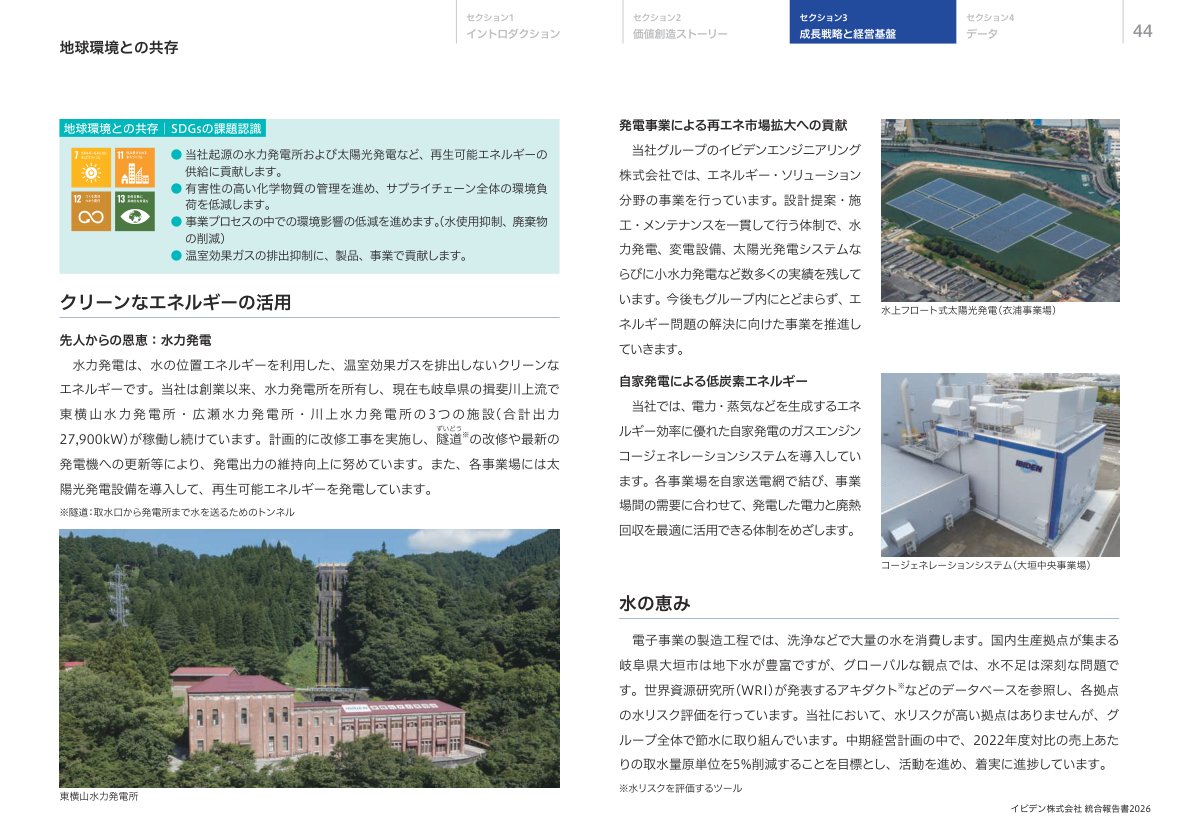 地球環境との共存
セクション1
イントロダクション
セクション2
価値創造ストーリー
セクション3
成長戦略と経営基盤
セクション4
データ
44
地球環境との共存｜SDGsの課題認識
7
11
12
13
● 当社起源の水力発電所および太陽光発電など、再生可能エネルギーの
供給に貢献します。
● 有害性の高い化学物質の管理を進め、サプライチェーン全体の環境負
荷を低減します。
● 事業プロセスの中での環境影響の低減を進めます。（水使用抑制、廃棄物
の削減）
● 温室効果ガスの排出抑制に、製品、事業で貢献します。
クリーンなエネルギーの活用
先人からの恩恵：水力発電
水力発電は、水の位置エネルギーを利用した、温室効果ガスを排出しないクリーンな
エネルギーです。当社は創業以来、水力発電所を所有し、現在も岐阜県の揖斐川上流で
東横山水力発電所・広瀬水力発電所・川上水力発電所の3つの施設（合計出力
ずいどう
27,900kW）が稼働し続けています。計画的に改修工事を実施し、隧道※の改修や最新の
発電機への更新等により、発電出力の維持向上に努めています。また、各事業場には太
陽光発電設備を導入して、再生可能エネルギーを発電しています。
※隧道：取水口から発電所まで水を送るためのトンネル
東横山水力発電所
発電事業による再エネ市場拡大への貢献
当社グループのイビデンエンジニアリング
株式会社では、エネルギー・ソリューション
分野の事業を行っています。設計提案・施
工・メンテナンスを一貫して行う体制で、水
力発電、変電設備、太陽光発電システムな
らびに小水力発電など数多くの実績を残して
います。今後もグループ内にとどまらず、エ
ネルギー問題の解決に向けた事業を推進し
ていきます。
水上フロート式太陽光発電（衣浦事業場）
自家発電による低炭素エネルギー
当社では、電力・蒸気などを生成するエネ
ルギー効率に優れた自家発電のガスエンジン
コージェネレーションシステムを導入してい
ます。各事業場を自家送電網で結び、事業
場間の需要に合わせて、発電した電力と廃熱
回収を最適に活用できる体制をめざします。
IBIDEN
コージェネレーションシステム（大垣中央事業場）
水の恵み
電子事業の製造工程では、洗浄などで大量の水を消費します。国内生産拠点が集まる
岐阜県大垣市は地下水が豊富ですが、グローバルな観点では、水不足は深刻な問題で
す。世界資源研究所（WRI）が発表するアキダクト※などのデータベースを参照し、各拠点
の水リスク評価を行っています。当社において、水リスクが高い拠点はありませんが、グ
ループ全体で節水に取り組んでいます。中期経営計画の中で、2022年度対比の売上あた
りの取水量原単位を5%削減することを目標とし、活動を進め、着実に進捗しています。
※水リスクを評価するツール
イビデン株式会社 統合報告書2026